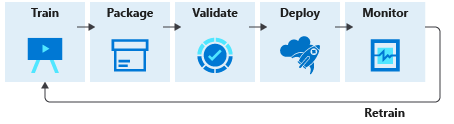 Train
Package
Validate
Deploy
Monitor
Retrain